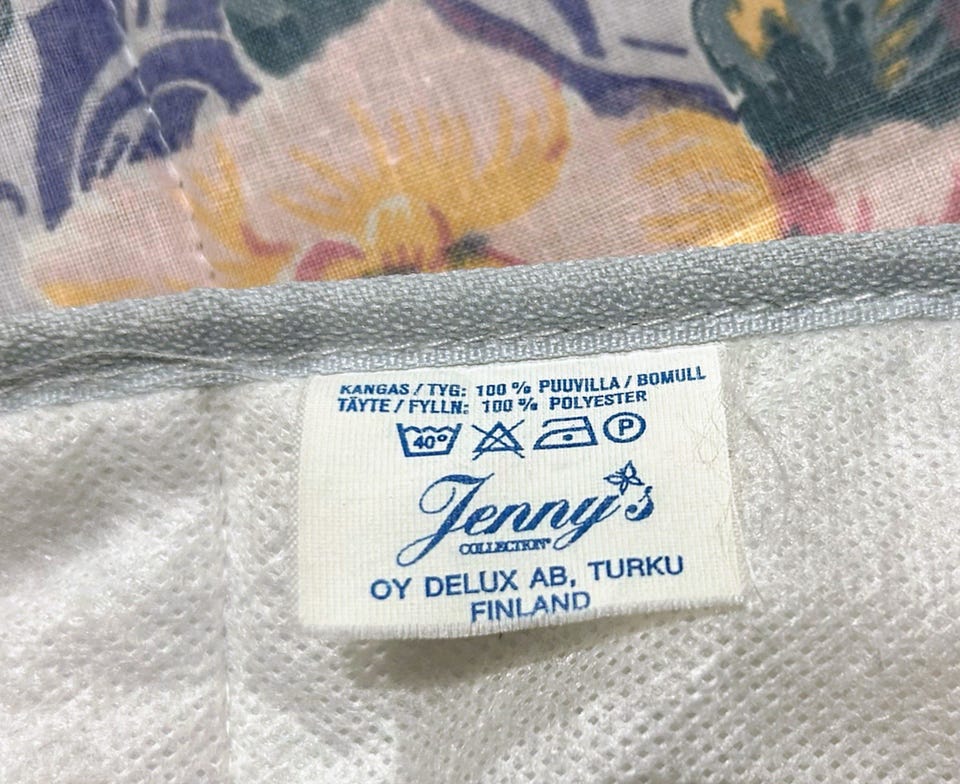 KANGAS / TYG: 100 % PUUVILLA / BOMULL
TÄYTE / FYLLN: 100 % POLYESTER
40° P
Jenny's
COLLECTION
OY DELUX AB, TURKU
FINLAND